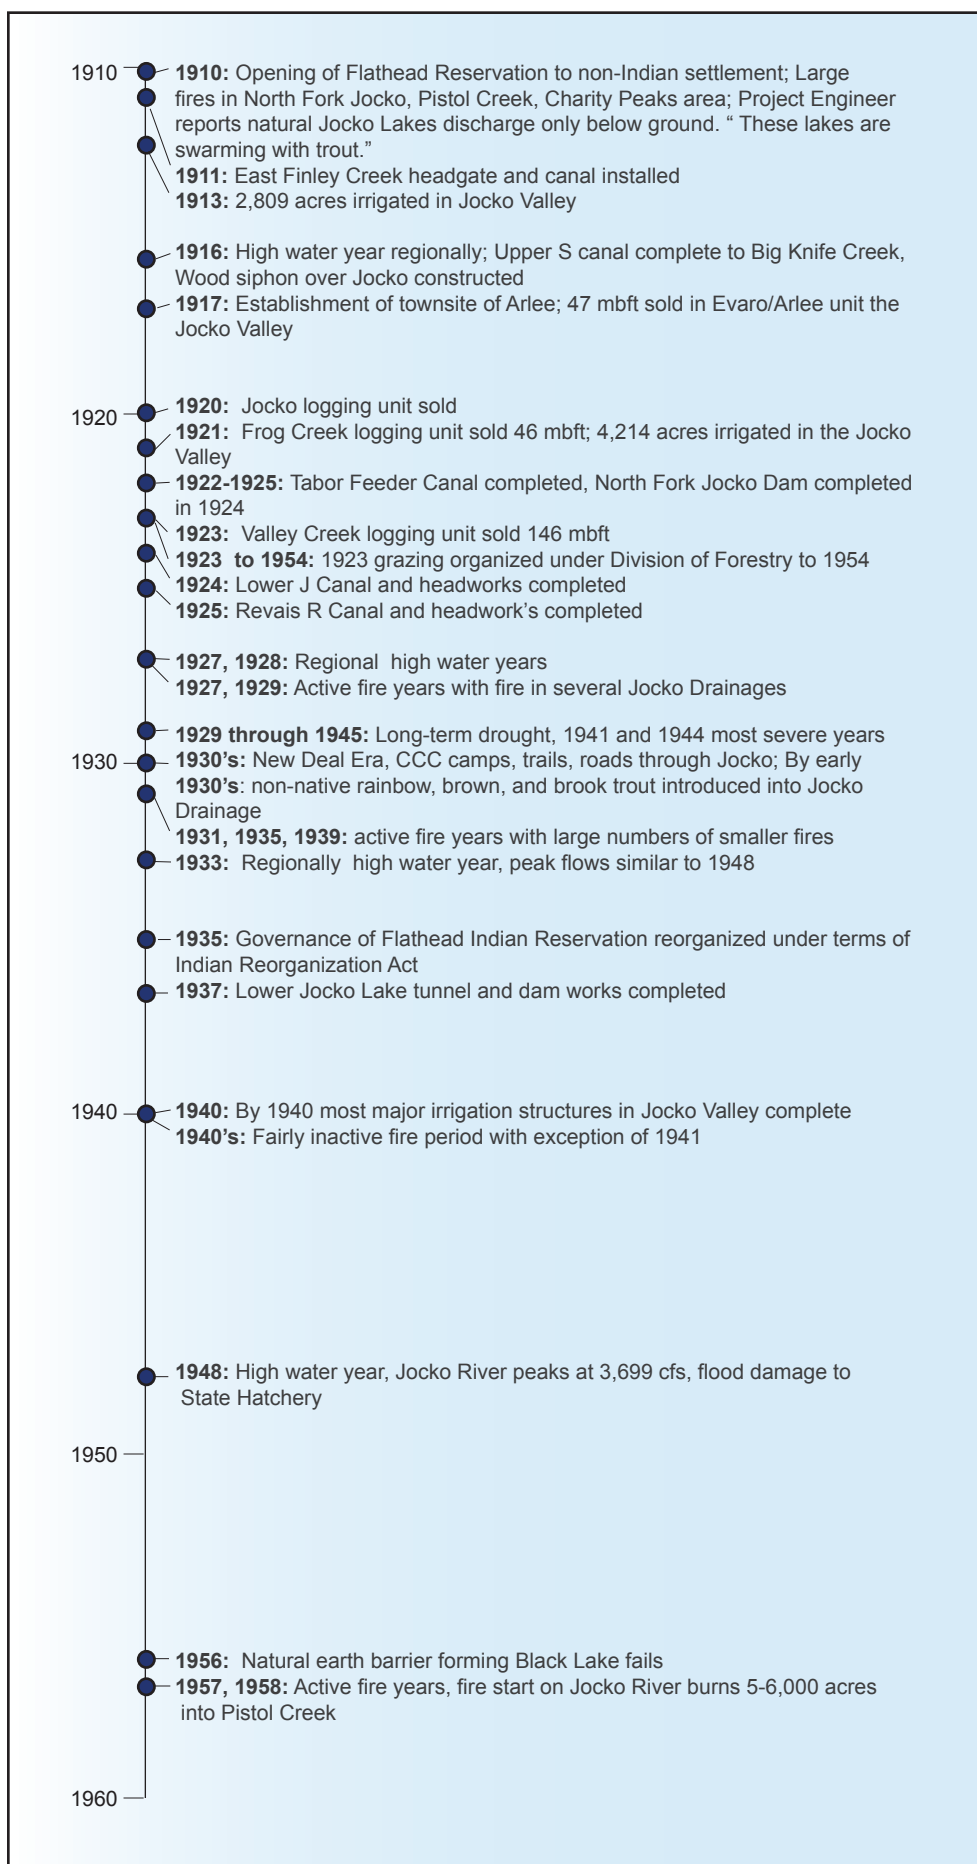 1910
1910: Opening of Flathead Reservation to non-Indian settlement; Large
fires in North Fork Jocko, Pistol Creek, Charity Peaks area; Project Engineer
reports natural Jocko Lakes discharge only below ground. “ These lakes are
swarming with trout.”
1911: East Finley Creek headgate and canal installed
1913: 2,809 acres irrigated in Jocko Valley
1916: High water year regionally; Upper S canal complete to Big Knife Creek,
Wood siphon over Jocko constructed
1917: Establishment of townsite of Arlee; 47 mbft sold in Evaro/Arlee unit the
Jocko Valley
1920
1920: Jocko logging unit sold
1921: Frog Creek logging unit sold 46 mbft; 4,214 acres irrigated in the Jocko
Valley
1922-1925: Tabor Feeder Canal completed, North Fork Jocko Dam completed
in 1924
1923: Valley Creek logging unit sold 146 mbft
1923 to 1954: 1923 grazing organized under Division of Forestry to 1954
1924: Lower J Canal and headworks completed
1925: Revais R Canal and headwork’s completed
1927, 1928: Regional high water years
1927, 1929: Active fire years with fire in several Jocko Drainages
1929 through 1945: Long-term drought, 1941 and 1944 most severe years
1930
1930’s: New Deal Era, CCC camps, trails, roads through Jocko; By early
1930’s: non-native rainbow, brown, and brook trout introduced into Jocko
Drainage
1931, 1935, 1939: active fire years with large numbers of smaller fires
1933: Regionally high water year, peak flows similar to 1948
1935: Governance of Flathead Indian Reservation reorganized under terms of
Indian Reorganization Act
1937: Lower Jocko Lake tunnel and dam works completed
1940
1940: By 1940 most major irrigation structures in Jocko Valley complete
1940’s: Fairly inactive fire period with exception of 1941
1948: High water year, Jocko River peaks at 3,699 cfs, flood damage to
State Hatchery
1950
1956: Natural earth barrier forming Black Lake fails
1957, 1958: Active fire years, fire start on Jocko River burns 5-6,000 acres
into Pistol Creek
1960